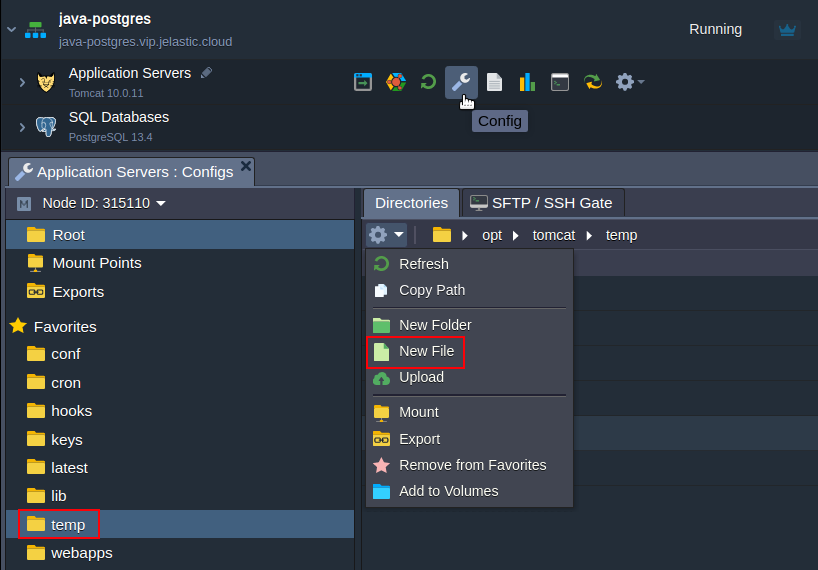 java-postgres
java-postgres.vip.jelastic.cloud
Running
Application Servers
Tomcat 10.0.11
Config
SQL Databases
PostgreSQL 13.4
Application Servers : Configs
M Node ID: 315110
Root
Mount Points
Exports
Favorites
conf
cron
hooks
keys
latest
lib
temp
webapps
Directories
SFTP / SSH Gate
opt tomcat temp
Refresh
Copy Path
New Folder
New File
Upload
Mount
Export
Remove from Favorites
Add to Volumes